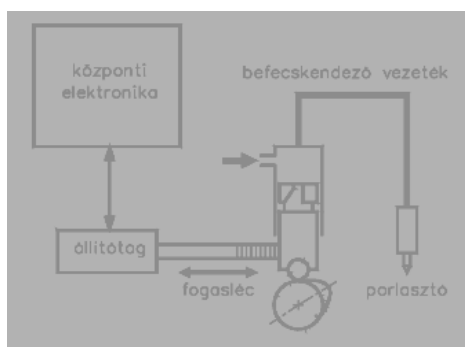 központi
elektronika
befecskendező vezeték
állítótag
fogasléc
porlasztó